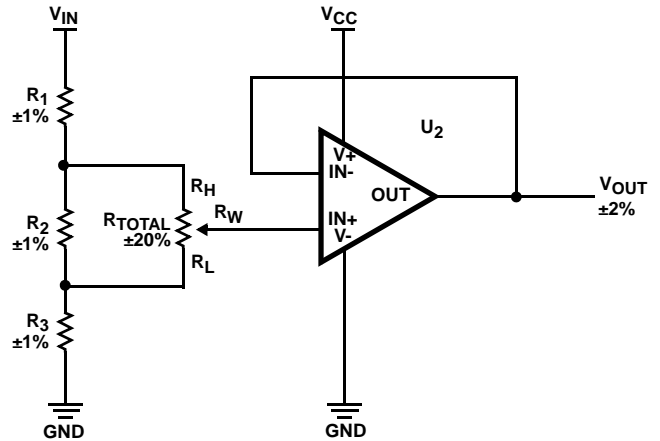 VIN
VCC
R1
±1%
U2
V+
IN-
RH
OUT
VOUT
±2%
R2
±1%
RTOTAL
±20%
RW
IN+
V-
RL
R3
±1%
GND
GND